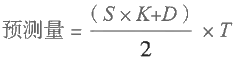 预测量 = (S × K+D) / 2 × T